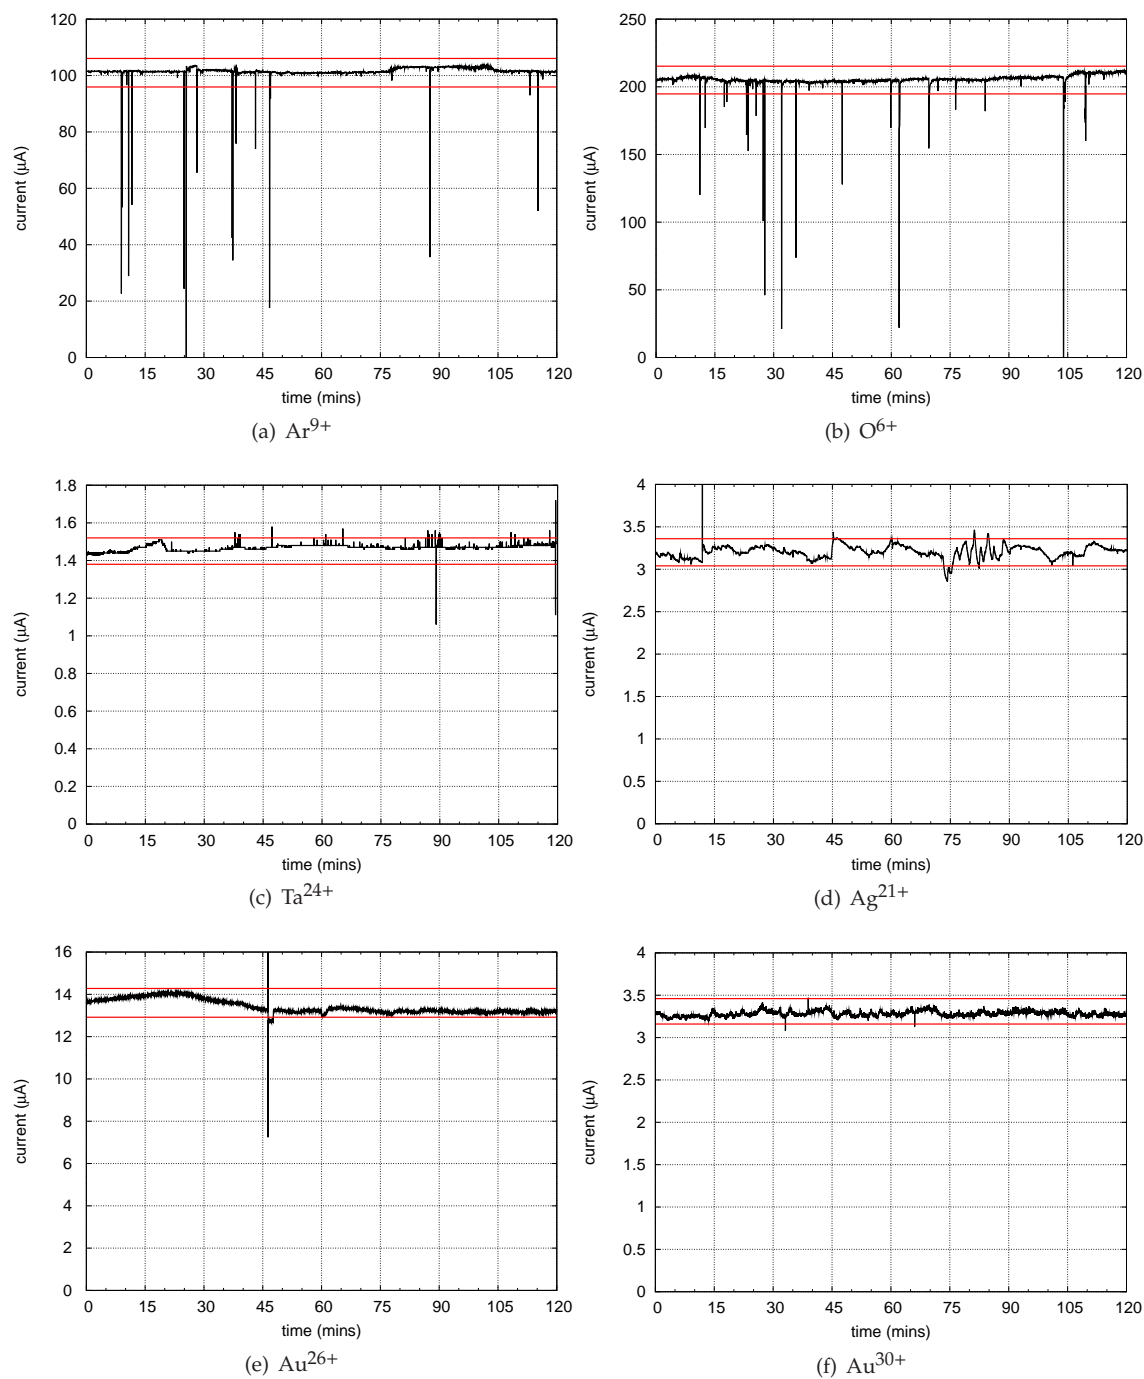 120
100
80
60
40
20
0
current (µA)
0 15 30 45 60 75 90 105 120
time (mins)
(a) Ar9+
250
200
150
100
50
0
current (µA)
0 15 30 45 60 75 90 105 120
time (mins)
(b) O6+
1.8
1.6
1.4
1.2
1
0.8
0.6
0.4
0.2
0
current (µA)
0 15 30 45 60 75 90 105 120
time (mins)
(c) Ta24+
4
3.5
3
2.5
2
1.5
1
0.5
0
current (µA)
0 15 30 45 60 75 90 105 120
time (mins)
(d) Ag21+
16
14
12
10
8
6
4
2
0
current (µA)
0 15 30 45 60 75 90 105 120
time (mins)
(e) Au26+
4
3.5
3
2.5
2
1.5
1
0.5
0
current (µA)
0 15 30 45 60 75 90 105 120
time (mins)
(f) Au30+